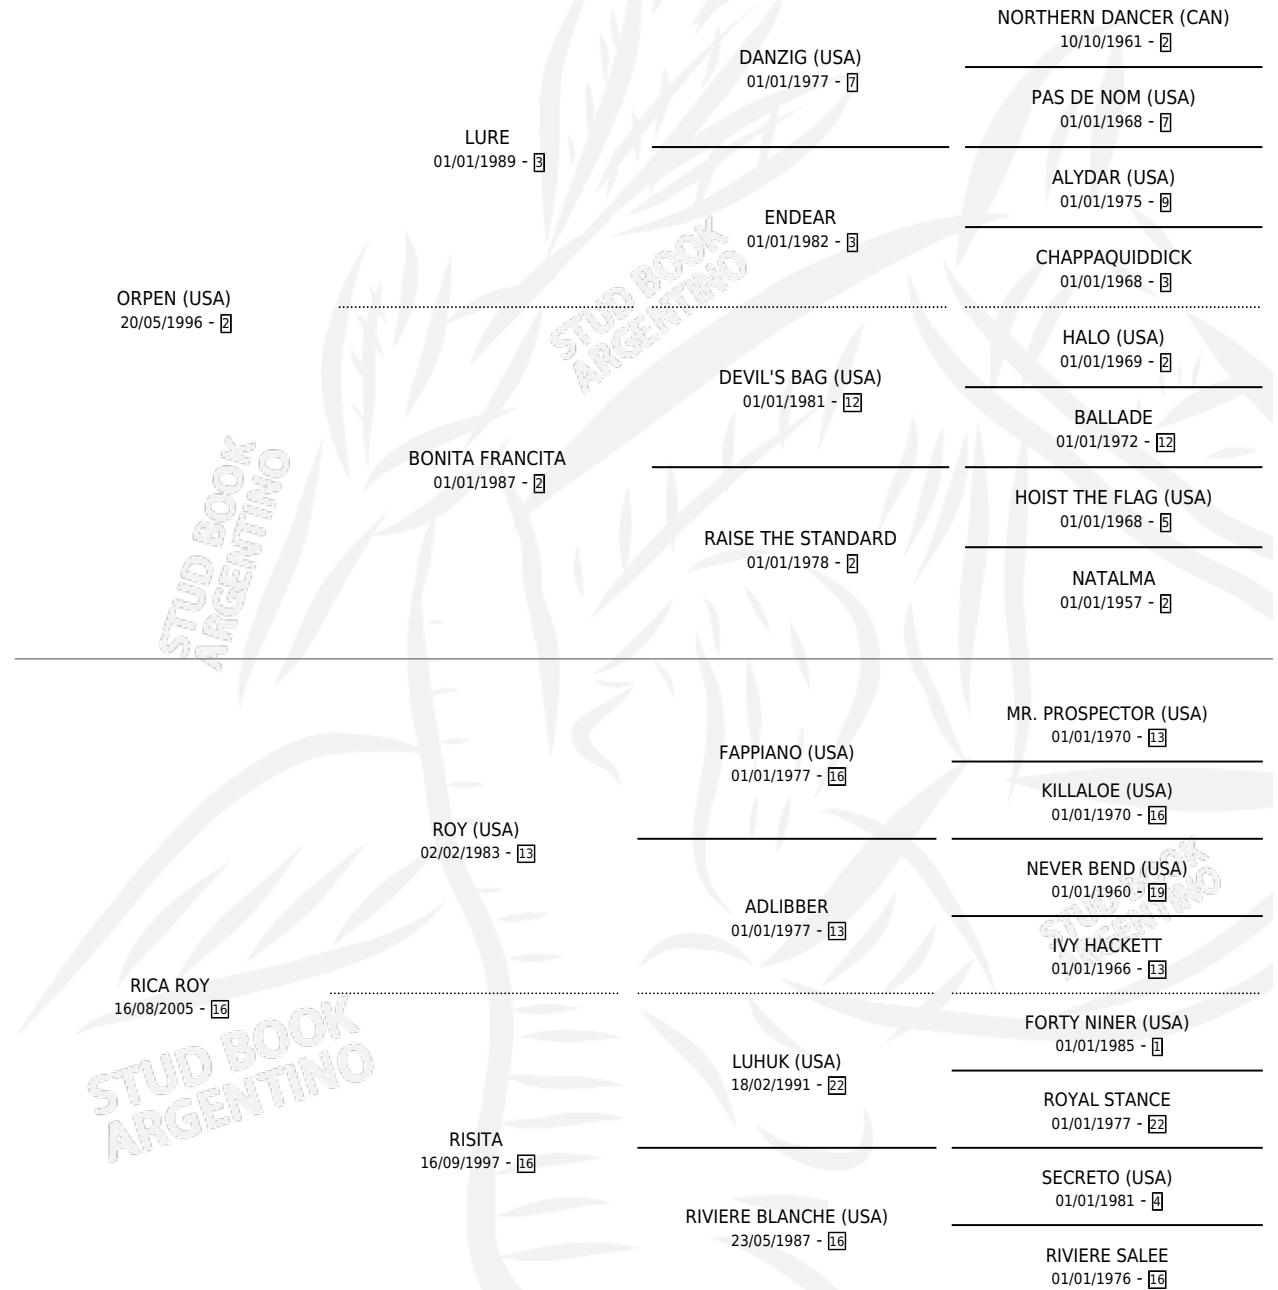 NORTHERN DANCER (CAN)
10/10/1961 - 2
DANZIG (USA)
01/01/1977 - 7
PAS DE NOM (USA)
01/01/1968 - 7
LURE
01/01/1989 - 3
ALYDAR (USA)
01/01/1975 - 9
ENDEAR
01/01/1982 - 3
CHAPPAQUIDDICK
01/01/1968 - 3
ORPEN (USA)
20/05/1996 - 2
HALO (USA)
01/01/1969 - 2
DEVIL'S BAG (USA)
01/01/1981 - 12
BALLADE
01/01/1972 - 12
BONITA FRANCITA
01/01/1987 - 2
HOIST THE FLAG (USA)
01/01/1968 - 5
RAISE THE STANDARD
01/01/1978 - 2
NATALMA
01/01/1957 - 2
STUD BOOK
ARGENTINO
STUD BOOK
ARGENTINO
MR. PROSPECTOR (USA)
01/01/1970 - 13
FAPPIANO (USA)
01/01/1977 - 16
KILLALOE (USA)
01/01/1970 - 16
ROY (USA)
02/02/1983 - 13
NEVER BEND (USA)
01/01/1960 - 19
ADLIBBER
01/01/1977 - 13
IVY HACKETT
01/01/1966 - 13
RICA ROY
16/08/2005 - 16
FORTY NINER (USA)
01/01/1985 - 1
LUHUK (USA)
18/02/1991 - 22
ROYAL STANCE
01/01/1977 - 22
RISITA
16/09/1997 - 16
SECRETO (USA)
01/01/1981 - 4
RIVIERE BLANCHE (USA)
23/05/1987 - 16
RIVIERE SALEE
01/01/1976 - 16
STUD BOOK
ARGENTINO
STUD BOOK
ARGENTINO